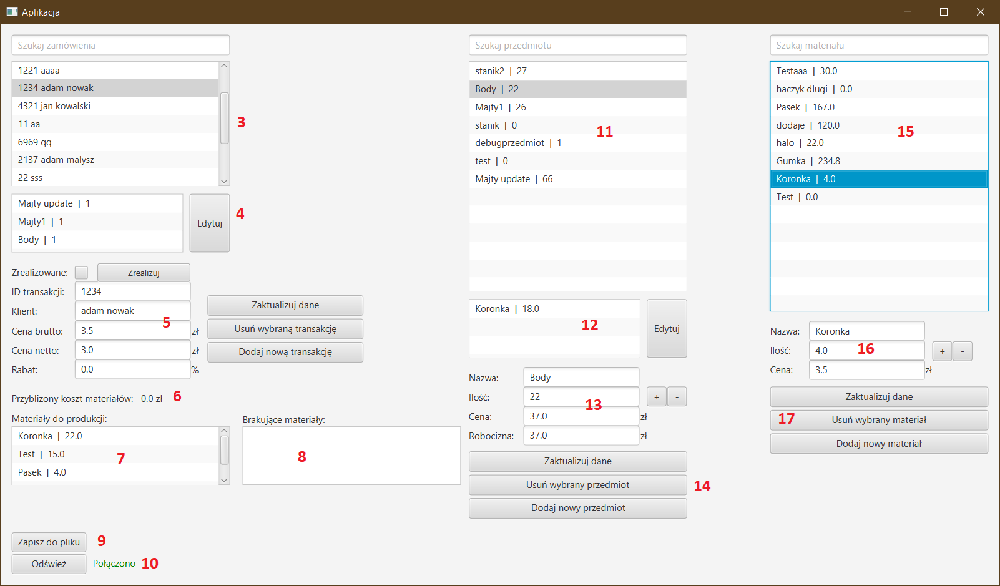 Aplikacja
Szukaj zamówienia
1221 aaaa
1234 adam nowak
4321 jan kowalski
11 aa
6969 qq
2137 adam malysz
22 sss
3
Majty update | 1
Majty1 | 1
Body | 1
Edytuj
4
Zrealizowane:
Zrealizuj
ID transakcji: 1234
Klient: adam nowak
Cena brutto: 3.5 zł
Cena netto: 3.0 zł
Rabat: 0.0 %
5
Zaktualizuj dane
Usuń wybraną transakcję
Dodaj nową transakcję
Przybliżony koszt materiałów: 0.0 zł 6
Materiały do produkcji:
Koronka | 22.0
Test | 15.0
Pasek | 4.0
7
Brakujące materiały:
8
Zapisz do pliku 9
Odśwież Połączono 10
Szukaj przedmiotu
stanik2 | 27
Body | 22
Majty1 | 26
stanik | 0
debugprzedmiot | 1
test | 0
Majty update | 66
11
Koronka | 18.0
12
Edytuj
Nazwa: Body
Ilość: 22 + -
Cena: 37.0 zł
Robocizna: 37.0 zł
13
Zaktualizuj dane
Usuń wybrany przedmiot
Dodaj nowy przedmiot
14
Szukaj materiału
Testaaa | 30.0
haczyk dlugi | 0.0
Pasek | 167.0
dodaje | 120.0
halo | 22.0
Gumka | 234.8
Koronka | 4.0
Test | 0.0
15
Nazwa: Koronka
Ilość: 4.0 + -
Cena: 3.5 zł
16
Zaktualizuj dane
17 Usuń wybrany materiał
Dodaj nowy materiał